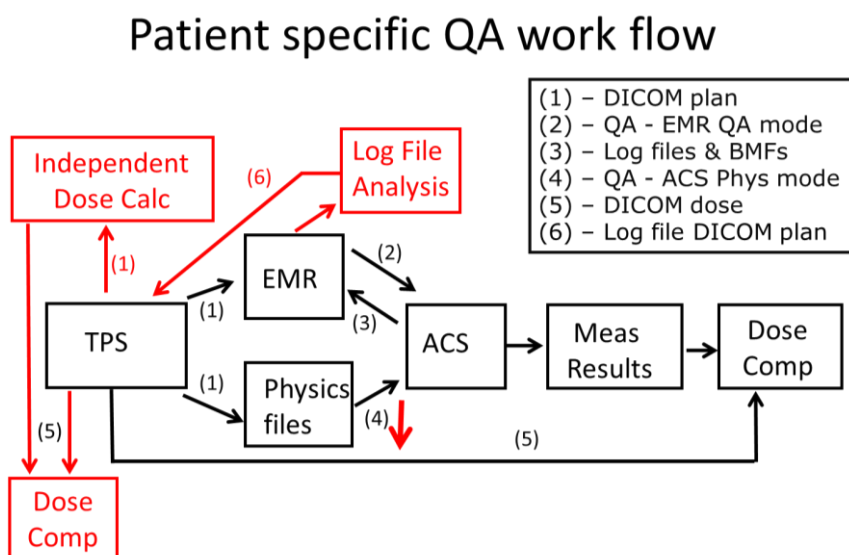 Patient specific QA work flow
(1) – DICOM plan
(2) – QA - EMR QA mode
(3) – Log files & BMFs
(4) – QA - ACS Phys mode
(5) – DICOM dose
(6) – Log file DICOM plan
Independent
Dose Calc
(6)
Log File
Analysis
(1)
EMR
(2)
(1)
(3)
TPS
ACS
Meas
Results
Dose
Comp
(1)
Physics
files
(4)
(5)
(5)
Dose
Comp